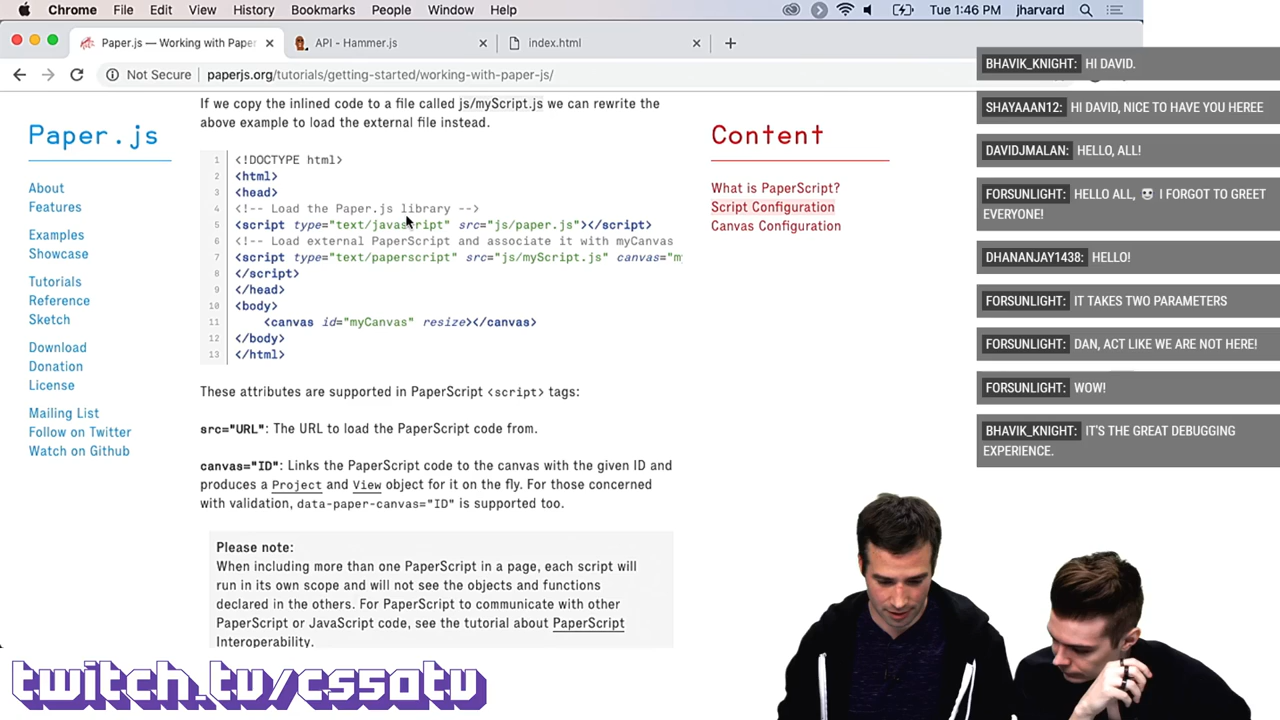 Chrome File Edit View History Bookmarks People Window Help Tue 1:46 PM jharvard
Paper.js — Working with Paper
API - Hammer.js
index.html
Not Secure paperjs.org/tutorials/getting-started/working-with-paper-js/
Paper.js
About
Features
Examples
Showcase
Tutorials
Reference
Sketch
Download
Donation
License
Mailing List
Follow on Twitter
Watch on Github
If we copy the inlined code to a file called js/myScript.js we can rewrite the
above example to load the external file instead.
1 <!DOCTYPE html>
2 <html>
3 <head>
4 <!-- Load the Paper.js library -->
5 <script type="text/javascript" src="js/paper.js"></script>
6 <!-- Load external PaperScript and associate it with myCanvas
7 <script type="text/paperscript" src="js/myScript.js" canvas="m
8 </script>
9 </head>
10 <body>
11 <canvas id="myCanvas" resize></canvas>
12 </body>
13 </html>
These attributes are supported in PaperScript <script> tags:
src="URL": The URL to load the PaperScript code from.
canvas="ID": Links the PaperScript code to the canvas with the given ID and
produces a Project and View object for it on the fly. For those concerned
with validation, data-paper-canvas="ID" is supported too.
Please note:
When including more than one PaperScript in a page, each script will
run in its own scope and will not see the objects and functions
declared in the others. For PaperScript to communicate with other
PaperScript or JavaScript code, see the tutorial about PaperScript
Interoperability.
Content
What is PaperScript?
Script Configuration
Canvas Configuration
BHAVIK_KNIGHT: HI DAVID.
SHAYAAAN12: HI DAVID, NICE TO HAVE YOU HEREE
DAVIDJMALAN: HELLO, ALL!
FORSUNLIGHT: HELLO ALL, I FORGOT TO GREET
EVERYONE!
DHANANJAY1438: HELLO!
FORSUNLIGHT: IT TAKES TWO PARAMETERS
FORSUNLIGHT: DAN, ACT LIKE WE ARE NOT HERE!
FORSUNLIGHT: WOW!
BHAVIK_KNIGHT: IT'S THE GREAT DEBUGGING
EXPERIENCE.
twitch.tv/cs50tv